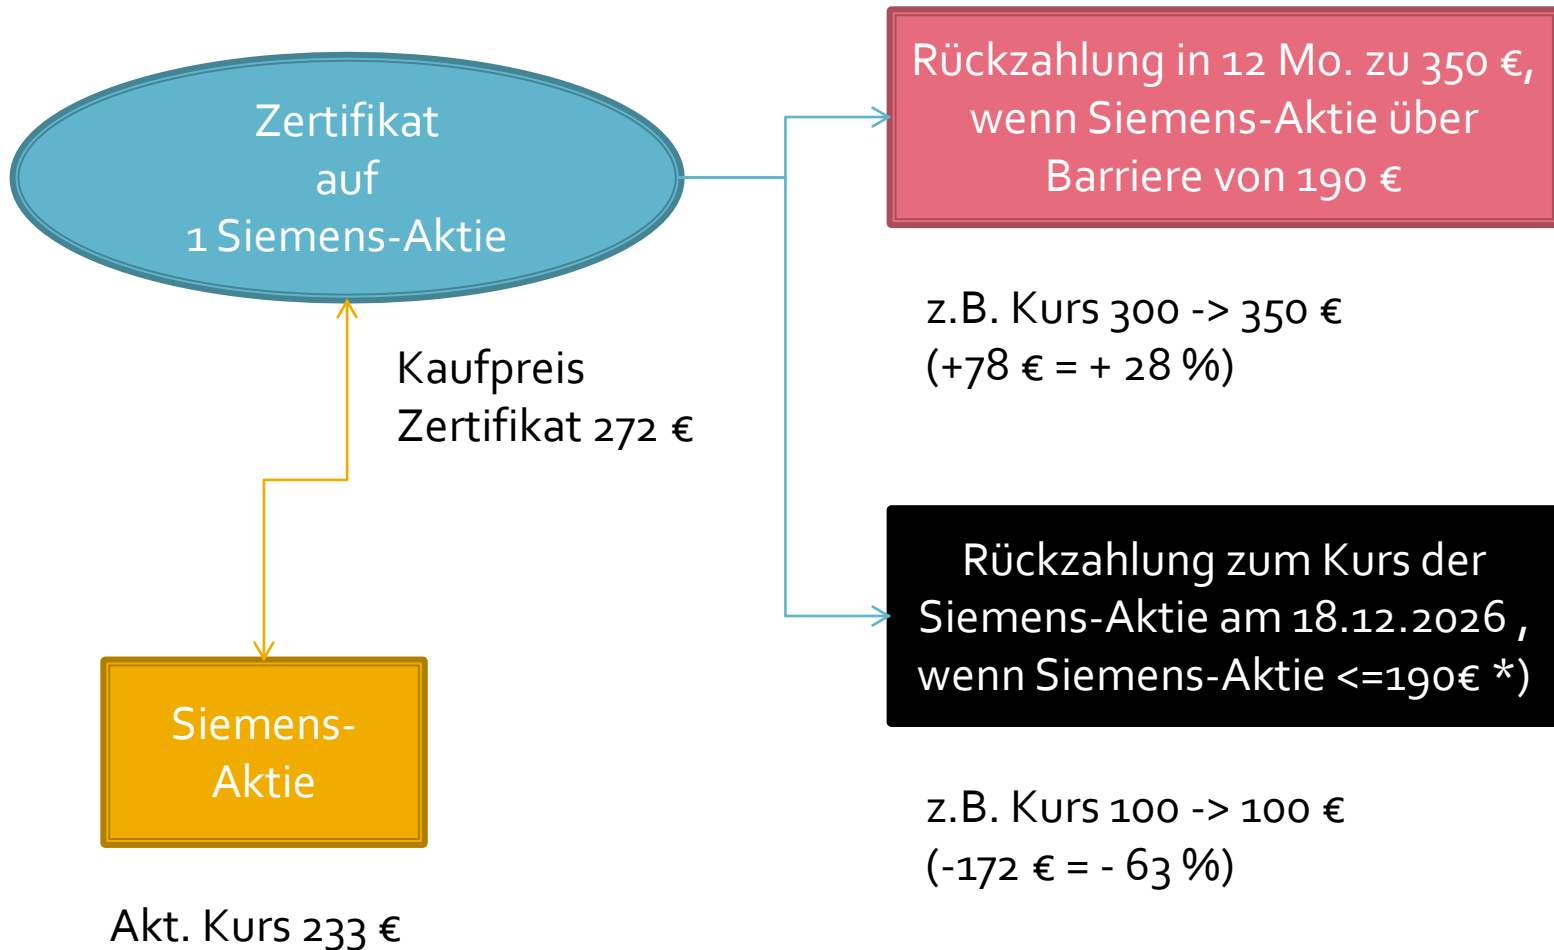 Zertifikat
auf
1 Siemens-Aktie
Kaufpreis
Zertifikat 272 €
Siemens-
Aktie
Akt. Kurs 233 €
Rückzahlung in 12 Mo. zu 350 €,
wenn Siemens-Aktie über
Barriere von 190 €
z.B. Kurs 300 -> 350 €
(+78 € = + 28 %)
Rückzahlung zum Kurs der
Siemens-Aktie am 18.12.2026 ,
wenn Siemens-Aktie <=190€ *)
z.B. Kurs 100 -> 100 €
(-172 € = - 63 %)